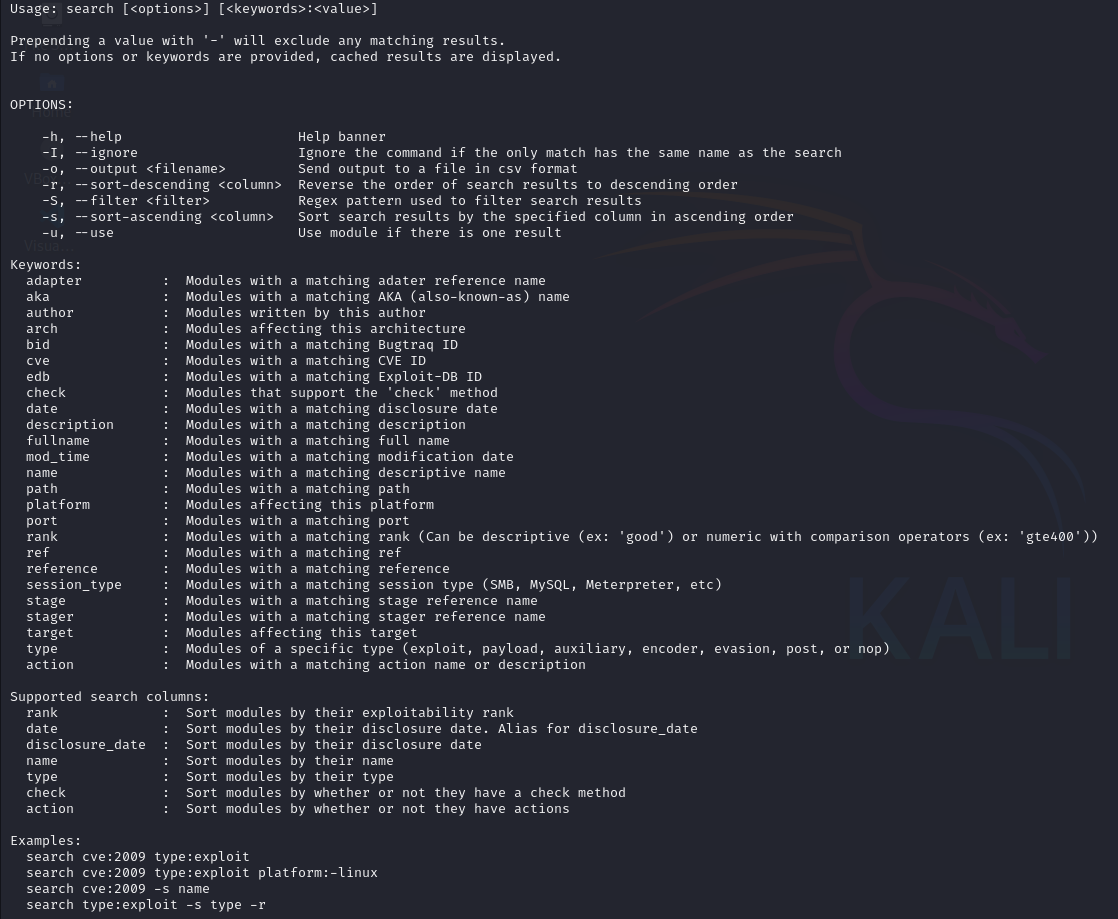 Usage: search [<options>] [<keywords>:<value>]
Prepending a value with '-' will exclude any matching results.
If no options or keywords are provided, cached results are displayed.
OPTIONS:
-h, --help Help banner
-I, --ignore Ignore the command if the only match has the same name as the search
-o, --output <filename> Send output to a file in csv format
-r, --sort-descending <column> Reverse the order of search results to descending order
-S, --filter <filter> Regex pattern used to filter search results
-s, --sort-ascending <column> Sort search results by the specified column in ascending order
-u, --use Use module if there is one result
Keywords:
adapter : Modules with a matching adater reference name
aka : Modules with a matching AKA (also-known-as) name
author : Modules written by this author
arch : Modules affecting this architecture
bid : Modules with a matching Bugtraq ID
cve : Modules with a matching CVE ID
edb : Modules with a matching Exploit-DB ID
check : Modules that support the 'check' method
date : Modules with a matching disclosure date
description : Modules with a matching description
fullname : Modules with a matching full name
mod_time : Modules with a matching modification date
name : Modules with a matching descriptive name
path : Modules with a matching path
platform : Modules affecting this platform
port : Modules with a matching port
rank : Modules with a matching rank (Can be descriptive (ex: 'good') or numeric with comparison operators (ex: 'gte400'))
ref : Modules with a matching ref
reference : Modules with a matching reference
session_type : Modules with a matching session type (SMB, MySQL, Meterpreter, etc)
stage : Modules with a matching stage reference name
stager : Modules with a matching stager reference name
target : Modules affecting this target
type : Modules of a specific type (exploit, payload, auxiliary, encoder, evasion, post, or nop)
action : Modules with a matching action name or description
Supported search columns:
rank : Sort modules by their exploitability rank
date : Sort modules by their disclosure date. Alias for disclosure_date
disclosure_date : Sort modules by their disclosure date
name : Sort modules by their name
type : Sort modules by their type
check : Sort modules by whether or not they have a check method
action : Sort modules by whether or not they have actions
Examples:
search cve:2009 type:exploit
search cve:2009 type:exploit platform:-linux
search cve:2009 -s name
search type:exploit -s type -r
Home
Visua...
KALI